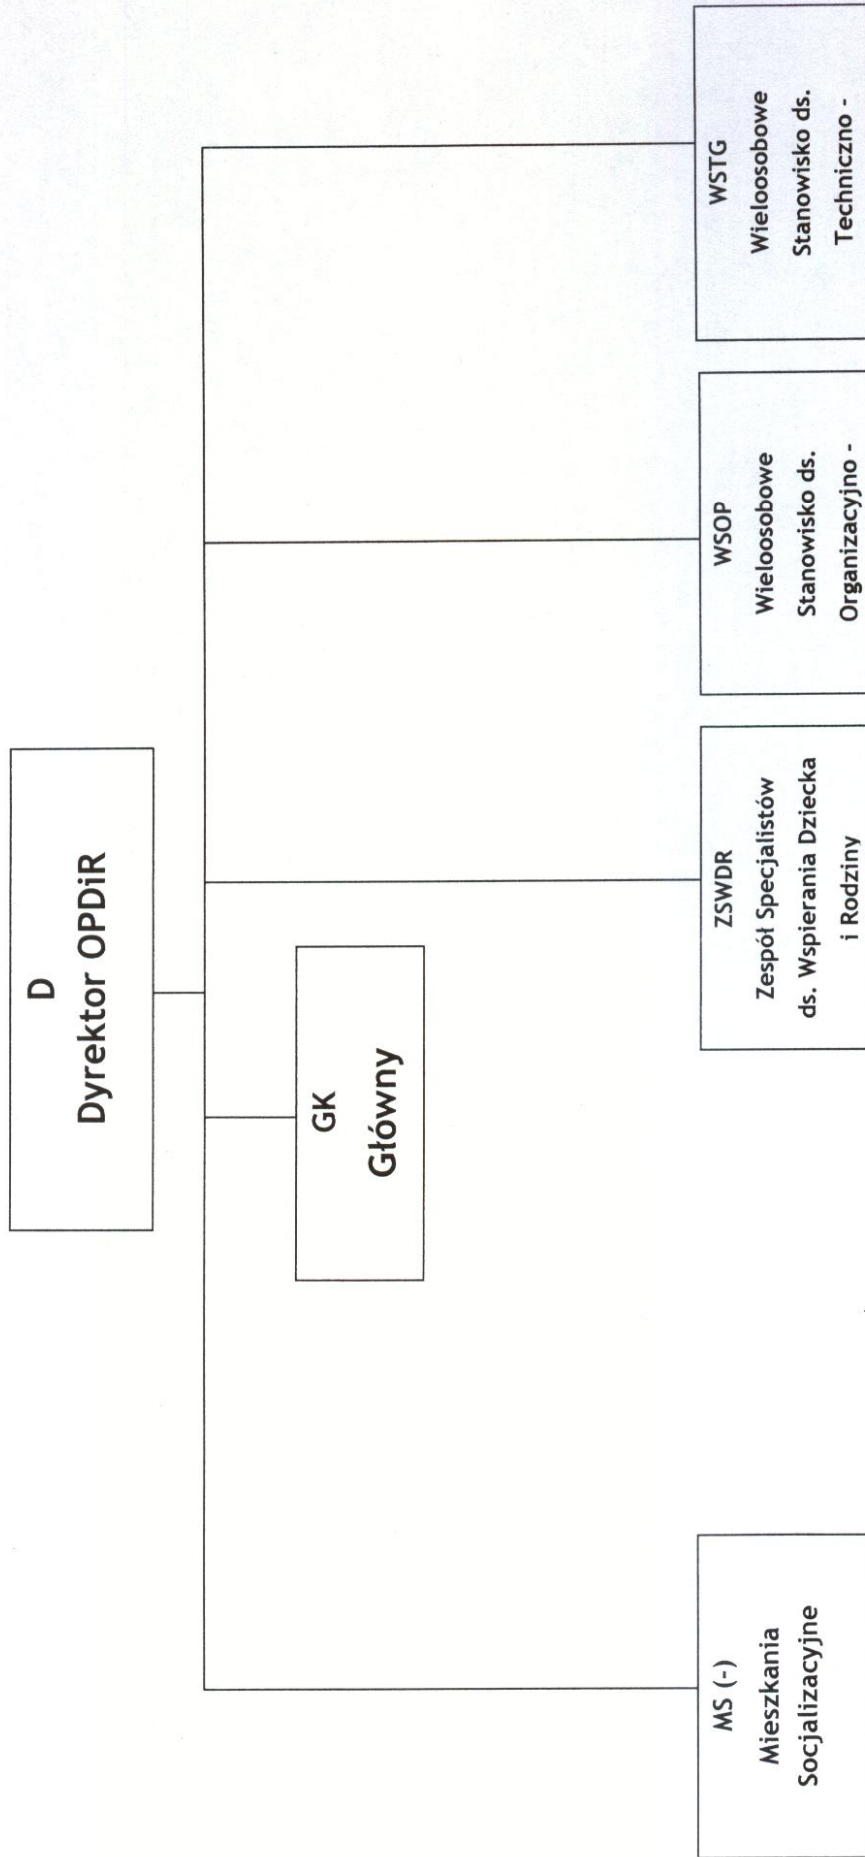 D
Dyrektor OPDiR
GK
Główny
MS (-)
Mieszkania
Socjalizacyjne
ZSWDR
Zespół Specjalistów
ds. Wspierania Dziecka
i Rodziny
WSOP
Wieloosobowe
Stanowisko ds.
Organizacyjno -
WSTG
Wieloosobowe
Stanowisko ds.
Techniczno -